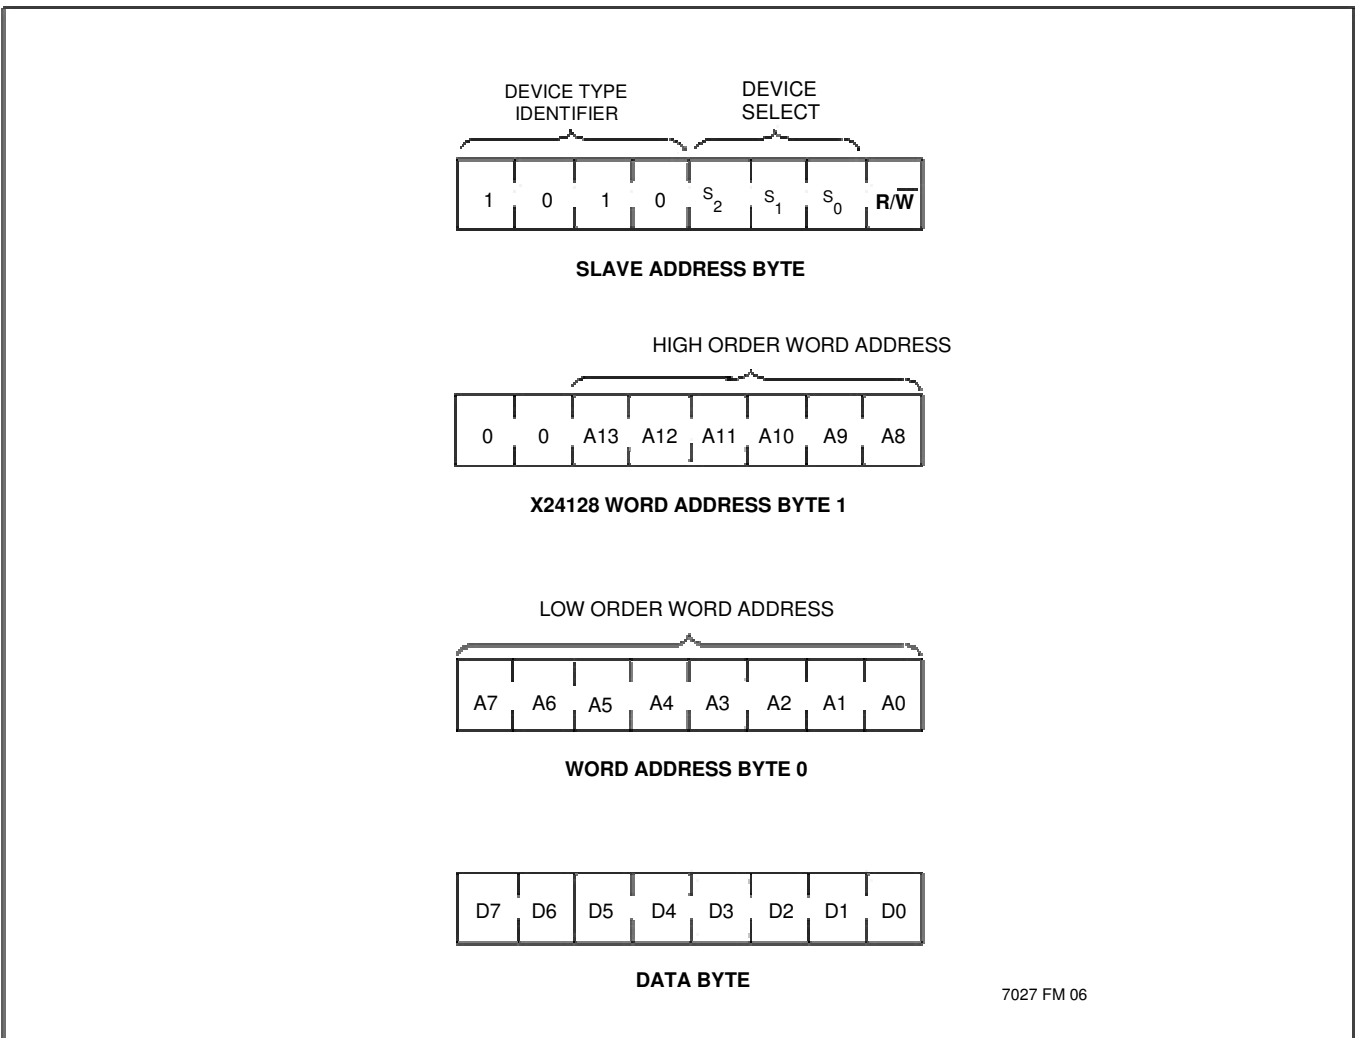 DEVICE TYPE
IDENTIFIER
DEVICE
SELECT
1 0 1 0 S2 S1 S0 R/W̅
SLAVE ADDRESS BYTE
HIGH ORDER WORD ADDRESS
0 0 A13 A12 A11 A10 A9 A8
X24128 WORD ADDRESS BYTE 1
LOW ORDER WORD ADDRESS
A7 A6 A5 A4 A3 A2 A1 A0
WORD ADDRESS BYTE 0
D7 D6 D5 D4 D3 D2 D1 D0
DATA BYTE
7027 FM 06